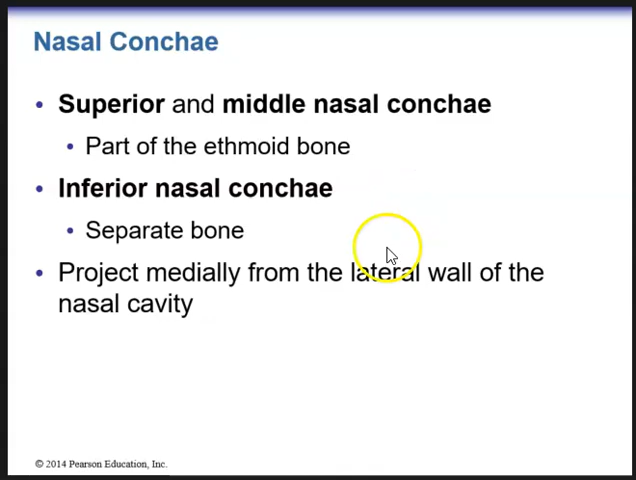 Nasal Conchae
• Superior and middle nasal conchae
• Part of the ethmoid bone
• Inferior nasal conchae
• Separate bone
• Project medially from the lateral wall of the
nasal cavity
© 2014 Pearson Education, Inc.